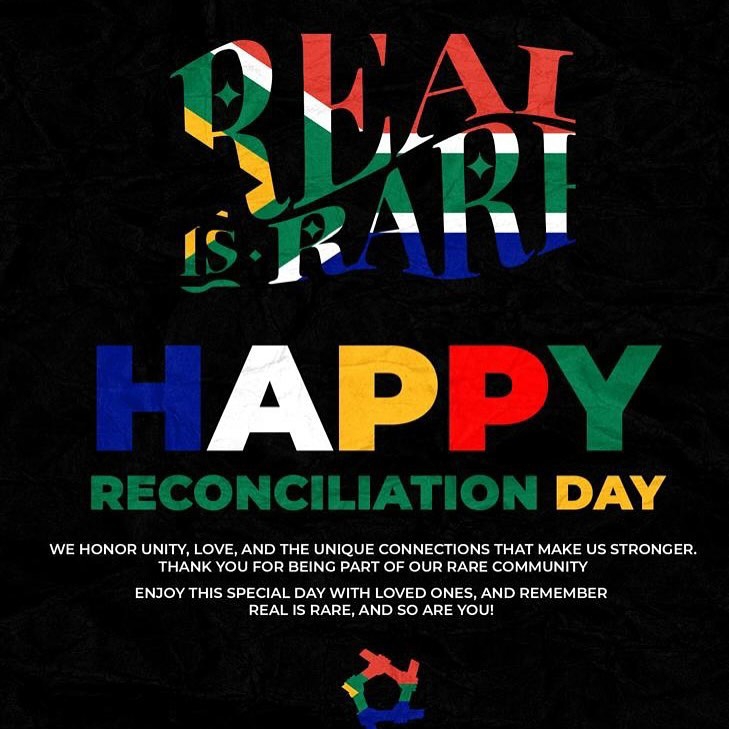 REAL
IS · RARE
HAPPY
RECONCILIATION DAY
WE HONOR UNITY, LOVE, AND THE UNIQUE CONNECTIONS THAT MAKE US STRONGER.
THANK YOU FOR BEING PART OF OUR RARE COMMUNITY
ENJOY THIS SPECIAL DAY WITH LOVED ONES, AND REMEMBER
REAL IS RARE, AND SO ARE YOU!